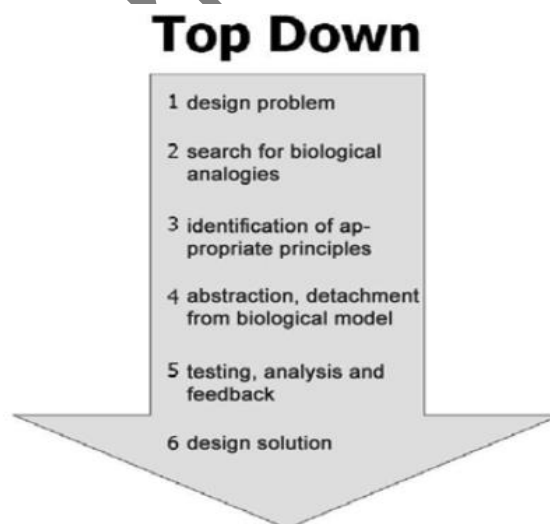 Top Down
1 design problem
2 search for biological
analogies
3 identification of ap-
propriate principles
4 abstraction, detachment
from biological model
5 testing, analysis and
feedback
6 design solution